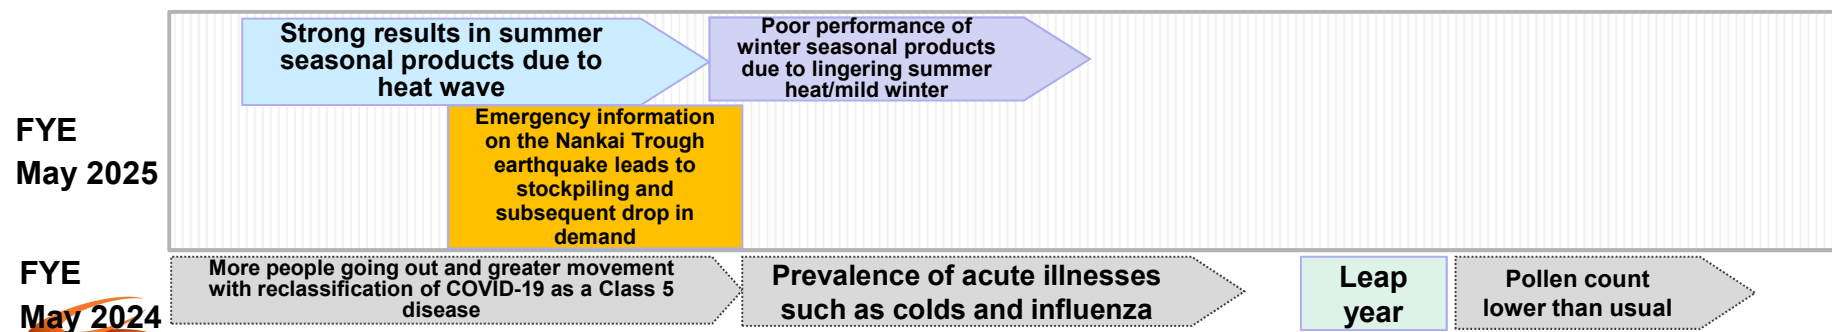 Strong results in summer
seasonal products due to
heat wave
Poor performance of
winter seasonal products
due to lingering summer
heat/mild winter
FYE
May 2025
Emergency information
on the Nankai Trough
earthquake leads to
stockpiling and
subsequent drop in
demand
FYE
May 2024
More people going out and greater movement
with reclassification of COVID-19 as a Class 5
disease
Prevalence of acute illnesses
such as colds and influenza
Leap
year
Pollen count
lower than usual